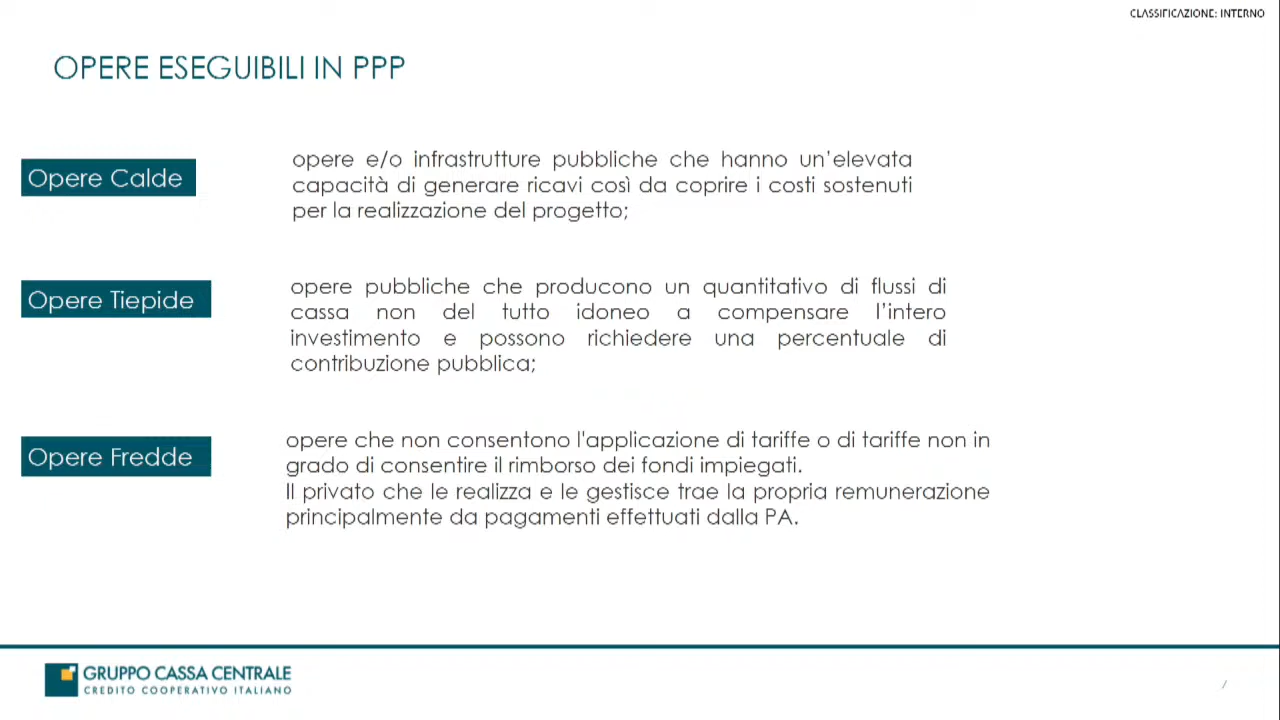 CLASSIFICAZIONE: INTERNO
OPERE ESEGUIBILI IN PPP
Opere Calde
opere e/o infrastrutture pubbliche che hanno un'elevata
capacità di generare ricavi così da coprire i costi sostenuti
per la realizzazione del progetto;
Opere Tiepide
opere pubbliche che producono un quantitativo di flussi di
cassa non del tutto idoneo a compensare l'intero
investimento e possono richiedere una percentuale di
contribuzione pubblica;
Opere Fredde
opere che non consentono l'applicazione di tariffe o di tariffe non in
grado di consentire il rimborso dei fondi impiegati.
Il privato che le realizza e le gestisce trae la propria remunerazione
principalmente da pagamenti effettuati dalla PA.
GRUPPO CASSA CENTRALE
CREDITO COOPERATIVO ITALIANO